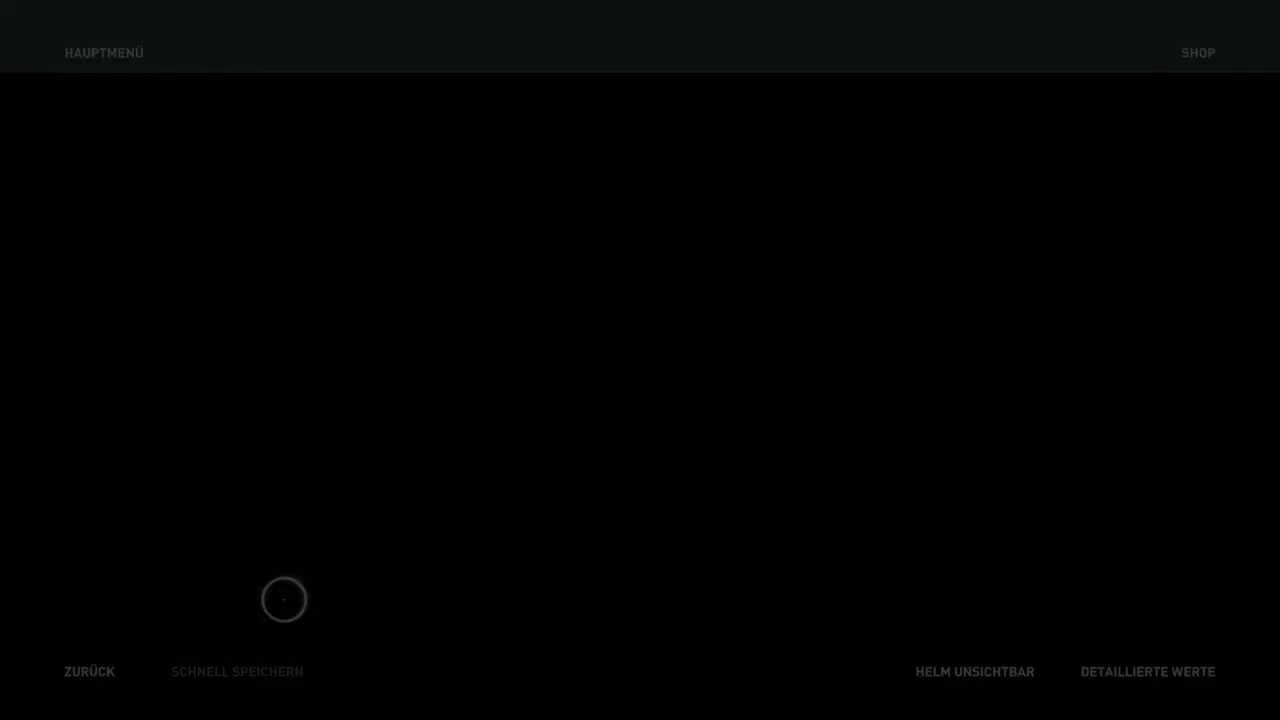 HAUPTMENÜ
SHOP
ZURÜCK
SCHNELL SPEICHERN
HELM UNSICHTBAR
DETAILLIERTE WERTE